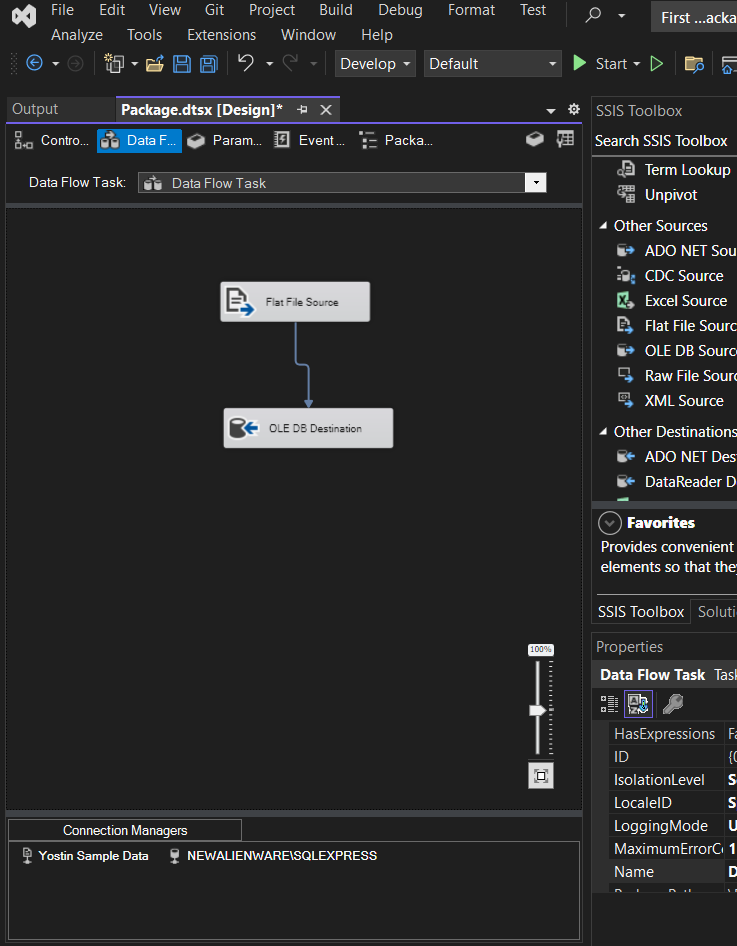 File Edit View Git Project Build Debug Format Test
First ...acka
Analyze Tools Extensions Window Help
Develop Default Start
Output Package.dtsx [Design]*
Contro... Data F... Param... Event ... Packa...
Data Flow Task: Data Flow Task
Flat File Source
OLE DB Destination
100%
Connection Managers
Yostin Sample Data NEWALIENWARE\SQLEXPRESS
SSIS Toolbox
Search SSIS Toolbox
Term Lookup
Unpivot
Other Sources
ADO NET Sou
CDC Source
Excel Source
Flat File Sourc
OLE DB Sourc
Raw File Sourc
XML Source
Other Destinations
ADO NET Des
DataReader D
Favorites
Provides convenient
elements so that they
SSIS Toolbox Soluti
Properties
Data Flow Task Task
HasExpressions Fa
ID {0
IsolationLevel Se
LocaleID
LoggingMode
MaximumErrorCo 1
Name D